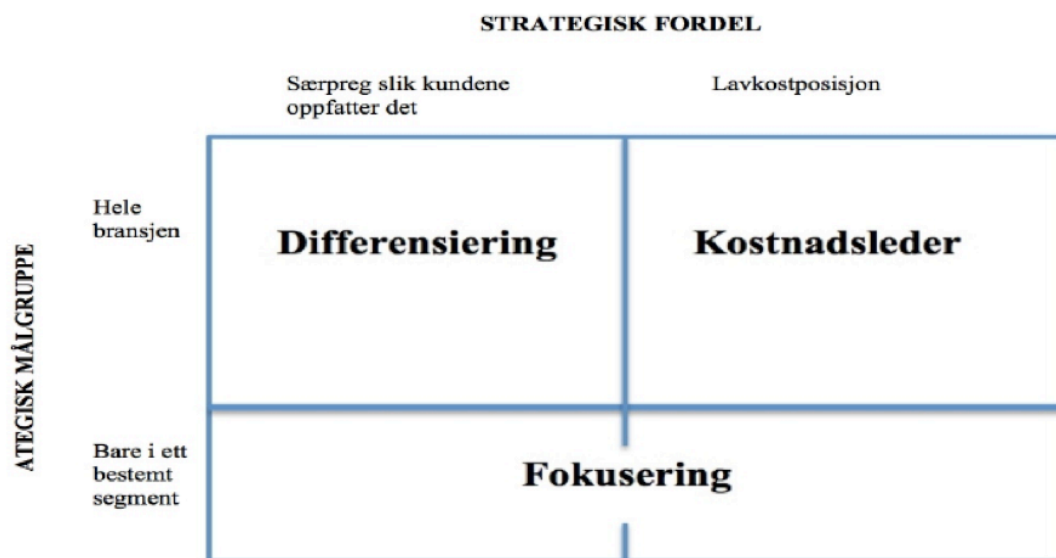 STRATEGISK FORDEL
Særpreg slik kundene
oppfatter det
Lavkostposisjon
Hele
bransjen
Differensiering
Kostnadsleder
ATEGISK MÅLGRUPPE
Bare i ett
bestemt
segment
Fokusering